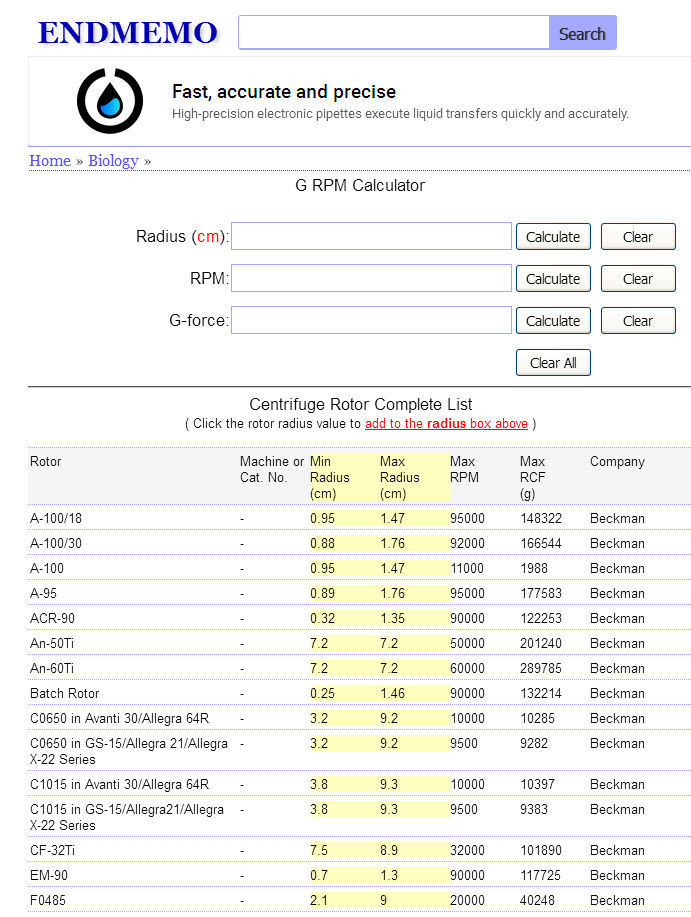 ENDMEMO
Search
Fast, accurate and precise
High-precision electronic pipettes execute liquid transfers quickly and accurately.
Home » Biology »
G RPM Calculator
Radius (cm): Calculate Clear
RPM: Calculate Clear
G-force: Calculate Clear
Clear All
Centrifuge Rotor Complete List
( Click the rotor radius value to add to the radius box above )
Rotor Machine or Min Max Max Max Company
Cat. No. Radius Radius RPM RCF
(cm) (cm) (g)
A-100/18 - 0.95 1.47 95000 148322 Beckman
A-100/30 - 0.88 1.76 92000 166544 Beckman
A-100 - 0.95 1.47 11000 1988 Beckman
A-95 - 0.89 1.76 95000 177583 Beckman
ACR-90 - 0.32 1.35 90000 122253 Beckman
An-50Ti - 7.2 7.2 50000 201240 Beckman
An-60Ti - 7.2 7.2 60000 289785 Beckman
Batch Rotor - 0.25 1.46 90000 132214 Beckman
C0650 in Avanti 30/Allegra 64R - 3.2 9.2 10000 10285 Beckman
C0650 in GS-15/Allegra 21/Allegra - 3.2 9.2 9500 9282 Beckman
X-22 Series
C1015 in Avanti 30/Allegra 64R - 3.8 9.3 10000 10397 Beckman
C1015 in GS-15/Allegra21/Allegra - 3.8 9.3 9500 9383 Beckman
X-22 Series
CF-32Ti - 7.5 8.9 32000 101890 Beckman
EM-90 - 0.7 1.3 90000 117725 Beckman
F0485 - 2.1 9 20000 40248 Beckman